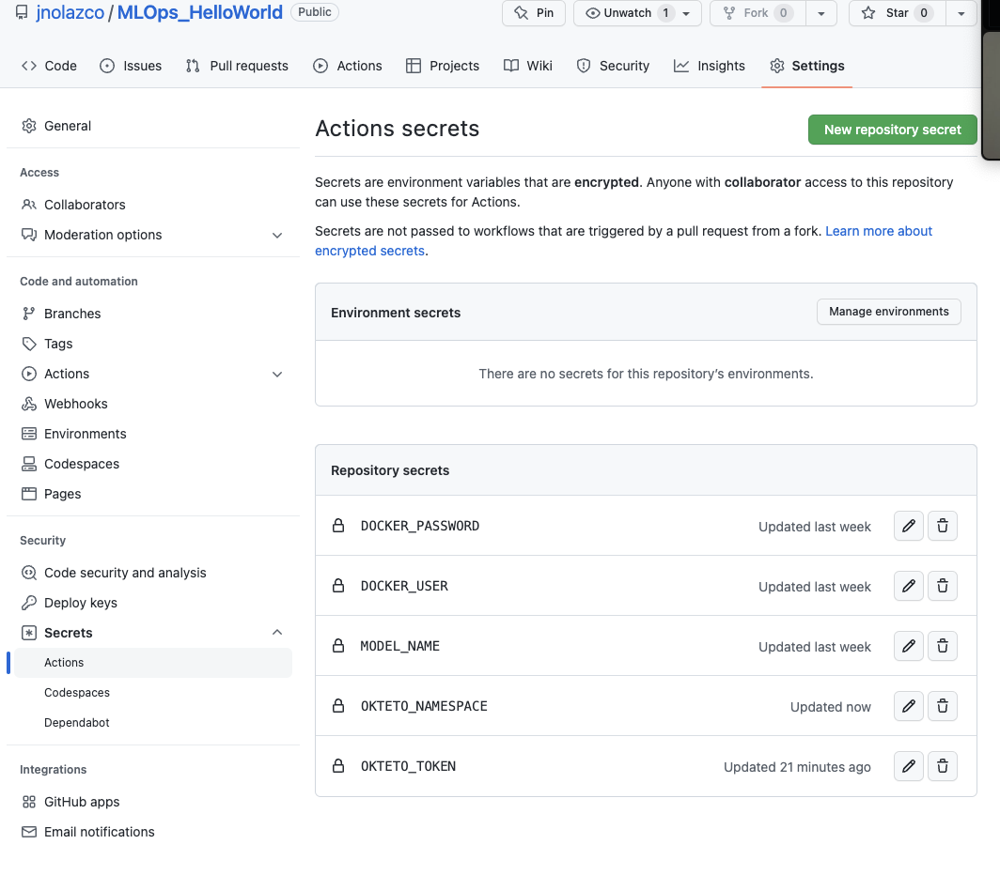 jnolazco / MLOps_HelloWorld Public
Pin
Unwatch 1
Fork 0
Star 0
Code
Issues
Pull requests
Actions
Projects
Wiki
Security
Insights
Settings
General
Access
Collaborators
Moderation options
Code and automation
Branches
Tags
Actions
Webhooks
Environments
Codespaces
Pages
Security
Code security and analysis
Deploy keys
Secrets
Actions
Codespaces
Dependabot
Integrations
GitHub apps
Email notifications
Actions secrets
New repository secret
Secrets are environment variables that are encrypted. Anyone with collaborator access to this repository
can use these secrets for Actions.
Secrets are not passed to workflows that are triggered by a pull request from a fork. Learn more about
encrypted secrets.
Environment secrets
Manage environments
There are no secrets for this repository’s environments.
Repository secrets
DOCKER_PASSWORD Updated last week
DOCKER_USER Updated last week
MODEL_NAME Updated last week
OKTETO_NAMESPACE Updated now
OKTETO_TOKEN Updated 21 minutes ago